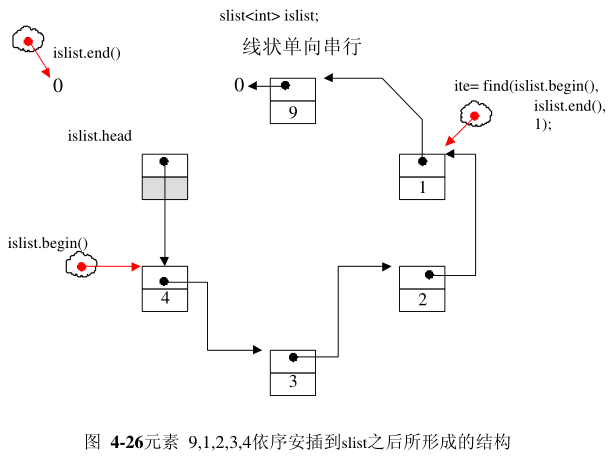 slist<int> islist;
线状单向串行
islist.end()
0
0
9
ite= find(islist.begin(),
islist.end(),
1);
islist.head
1
islist.begin()
4
2
3
图 4-26元素 9,1,2,3,4依序安插到slist之后所形成的结构